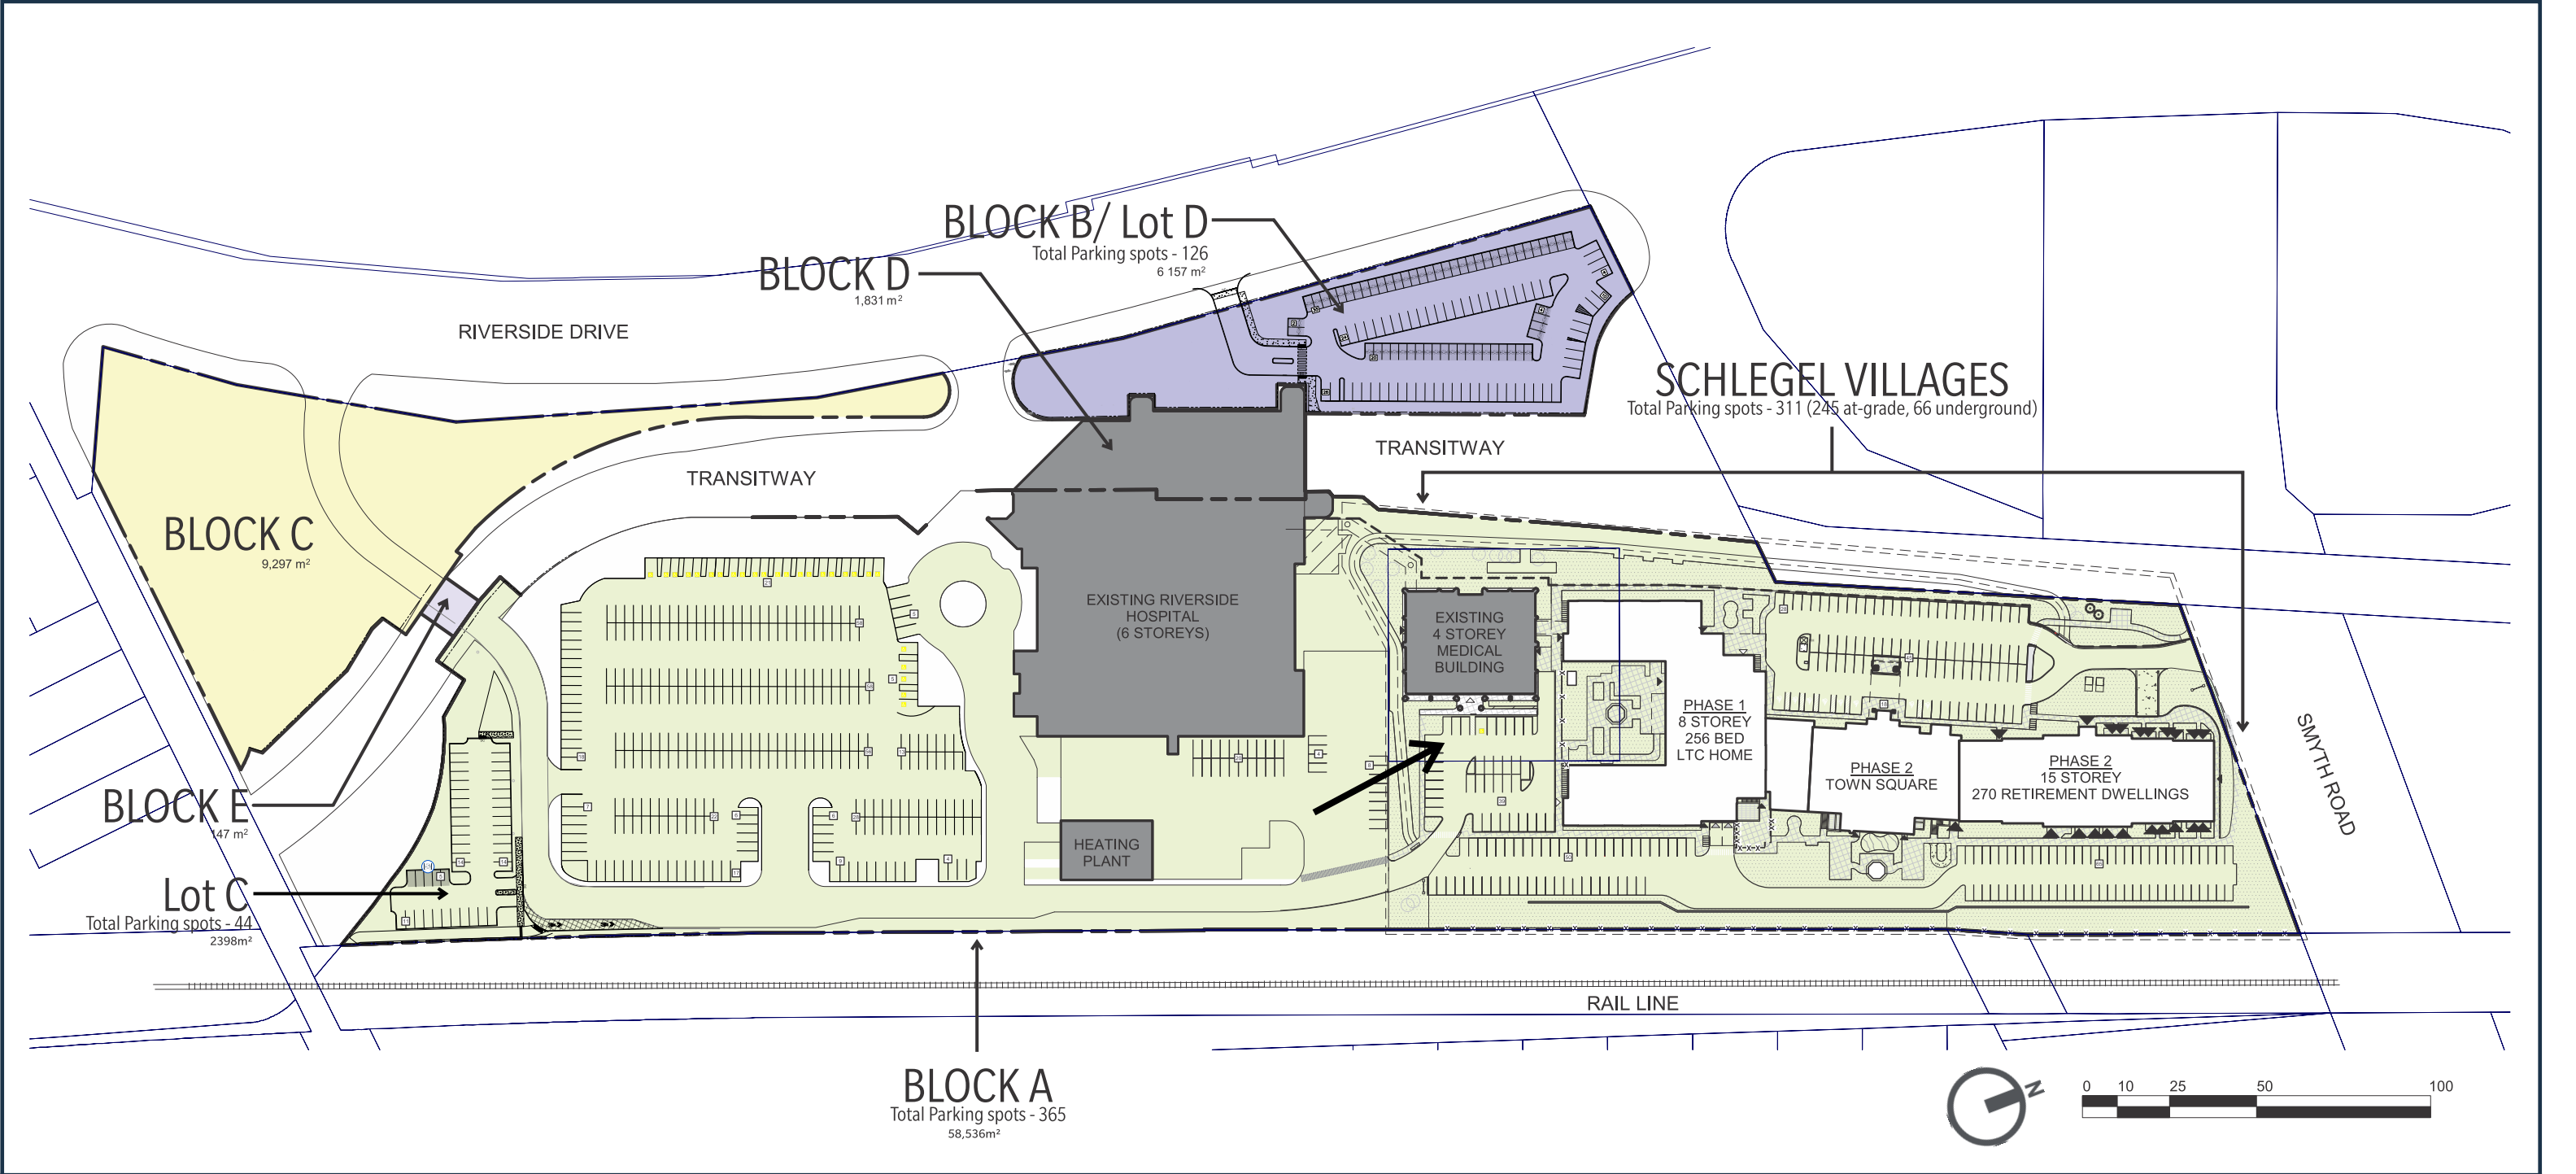 BLOCK B/ Lot D
Total Parking spots - 126
6 157 m²
BLOCK D
1,831 m²
RIVERSIDE DRIVE
SCHLEGEL VILLAGES
Total Parking spots - 311 (245 at-grade, 66 underground)
TRANSITWAY
TRANSITWAY
BLOCK C
9,297 m²
EXISTING RIVERSIDE
HOSPITAL
(6 STOREYS)
EXISTING
4 STOREY
MEDICAL
BUILDING
PHASE 1
8 STOREY
256 BED
LTC HOME
PHASE 2
TOWN SQUARE
PHASE 2
15 STOREY
270 RETIREMENT DWELLINGS
SMYTH ROAD
BLOCK E
147 m²
HEATING
PLANT
Lot C
Total Parking spots - 44
2398m²
RAIL LINE
BLOCK A
Total Parking spots - 365
58,536m²
N
0 10 25 50 100